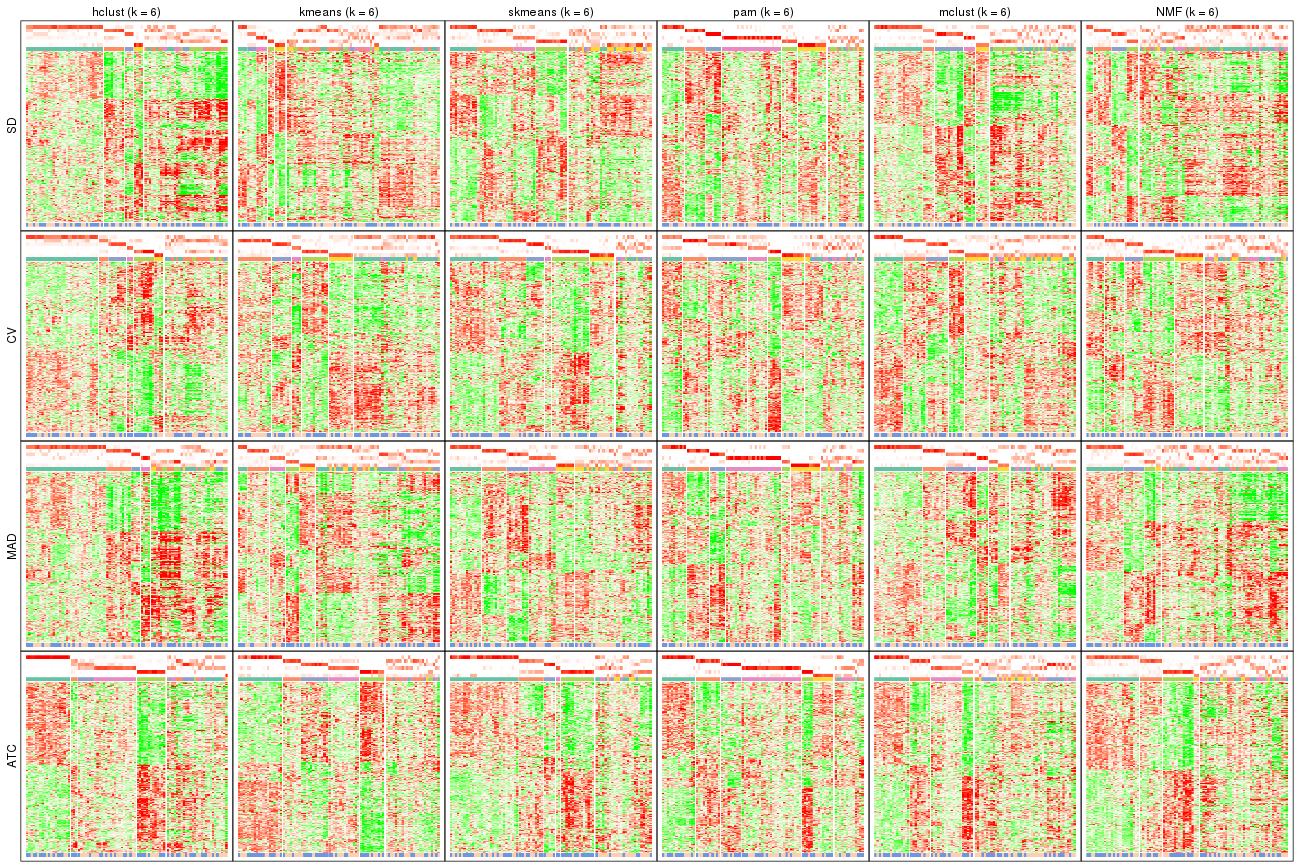 hclust (k = 6) kmeans (k = 6) skmeans (k = 6) pam (k = 6) mclust (k = 6) NMF (k = 6)
SD
CV
MAD
ATC